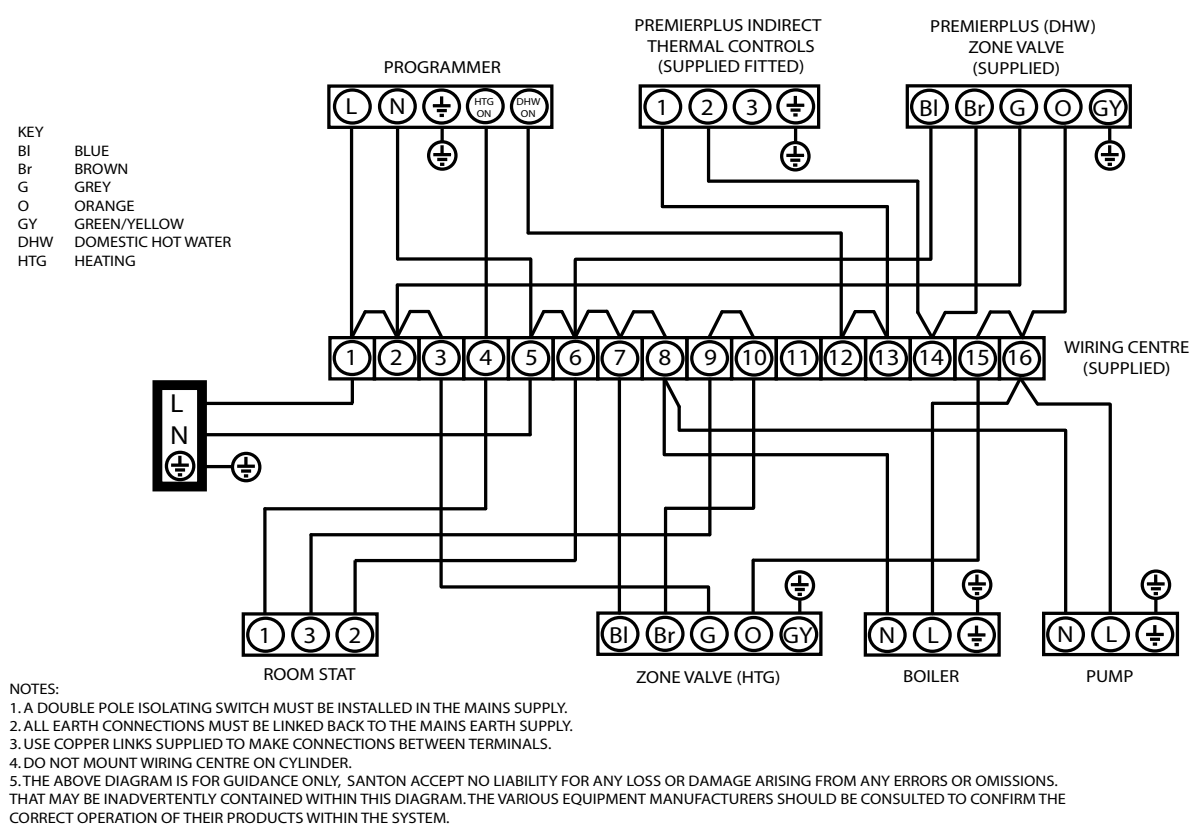 PREMIERPLUS INDIRECT
THERMAL CONTROLS
(SUPPLIED FITTED)
PREMIERPLUS (DHW)
ZONE VALVE
(SUPPLIED)
PROGRAMMER
L N HTG ON DHW ON
1 2 3
Bl Br G O GY
KEY
Bl BLUE
Br BROWN
G GREY
O ORANGE
GY GREEN/YELLOW
DHW DOMESTIC HOT WATER
HTG HEATING
1 2 3 4 5 6 7 8 9 10 11 12 13 14 15 16
WIRING CENTRE
(SUPPLIED)
L
N
1 3 2
Bl Br G O GY
N L
N L
ROOM STAT
ZONE VALVE (HTG)
BOILER
PUMP
NOTES:
1. A DOUBLE POLE ISOLATING SWITCH MUST BE INSTALLED IN THE MAINS SUPPLY.
2. ALL EARTH CONNECTIONS MUST BE LINKED BACK TO THE MAINS EARTH SUPPLY.
3. USE COPPER LINKS SUPPLIED TO MAKE CONNECTIONS BETWEEN TERMINALS.
4. DO NOT MOUNT WIRING CENTRE ON CYLINDER.
5. THE ABOVE DIAGRAM IS FOR GUIDANCE ONLY, SANTON ACCEPT NO LIABILITY FOR ANY LOSS OR DAMAGE ARISING FROM ANY ERRORS OR OMISSIONS.
THAT MAY BE INADVERTENTLY CONTAINED WITHIN THIS DIAGRAM. THE VARIOUS EQUIPMENT MANUFACTURERS SHOULD BE CONSULTED TO CONFIRM THE
CORRECT OPERATION OF THEIR PRODUCTS WITHIN THE SYSTEM.